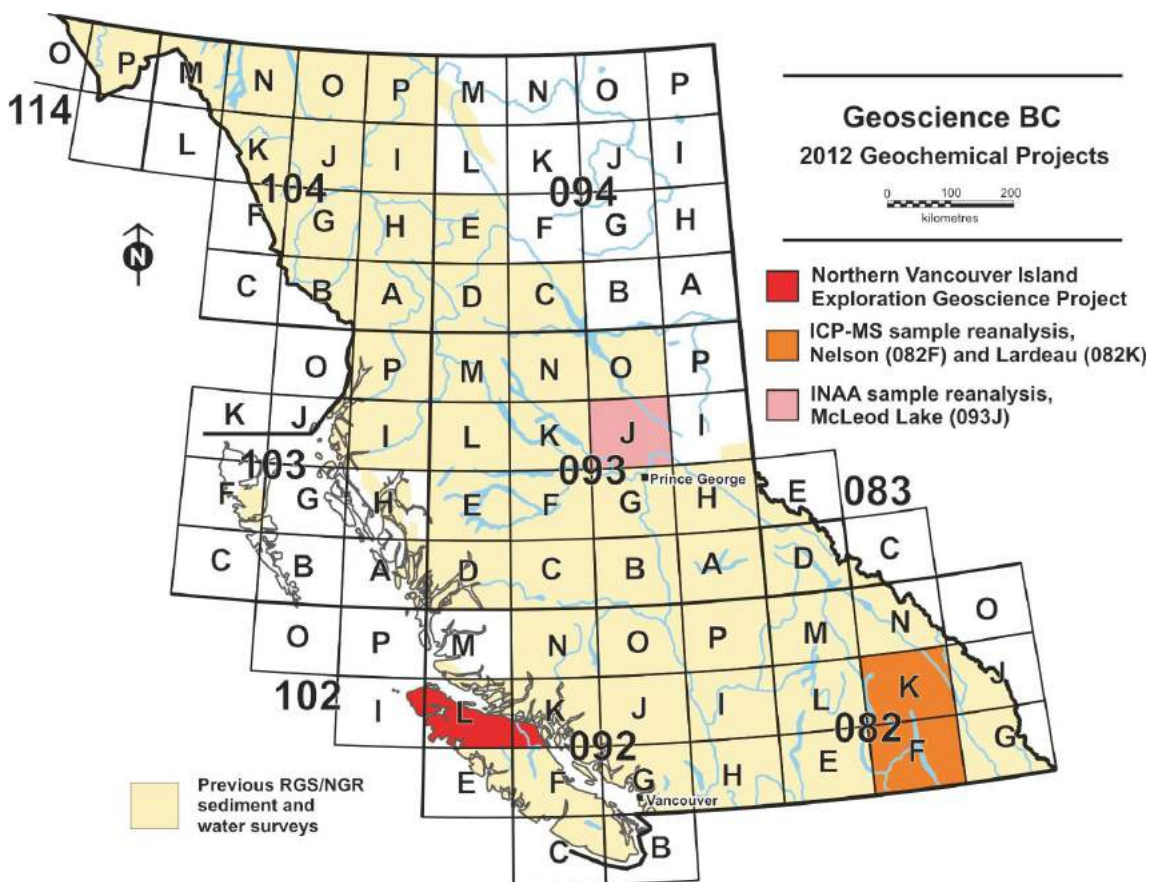 O P M N O P M N O P
114
L K J I L K J I
104 094
F G H E F G H
N
C B A D C B A
O P M N O P
K J I L K J I
103 093
Prince George
F G H E F G H E 083
C B A D C B A D C
O P M N O P M N O
102 I L K J I L K J
092 082
E F G H E F G
Vancouver
C B
Geoscience BC
2012 Geochemical Projects
0 100 200
kilometres
Northern Vancouver Island
Exploration Geoscience Project
ICP-MS sample reanalysis,
Nelson (082F) and Lardeau (082K)
INAA sample reanalysis,
McLeod Lake (093J)
Previous RGS/NGR
sediment and
water surveys